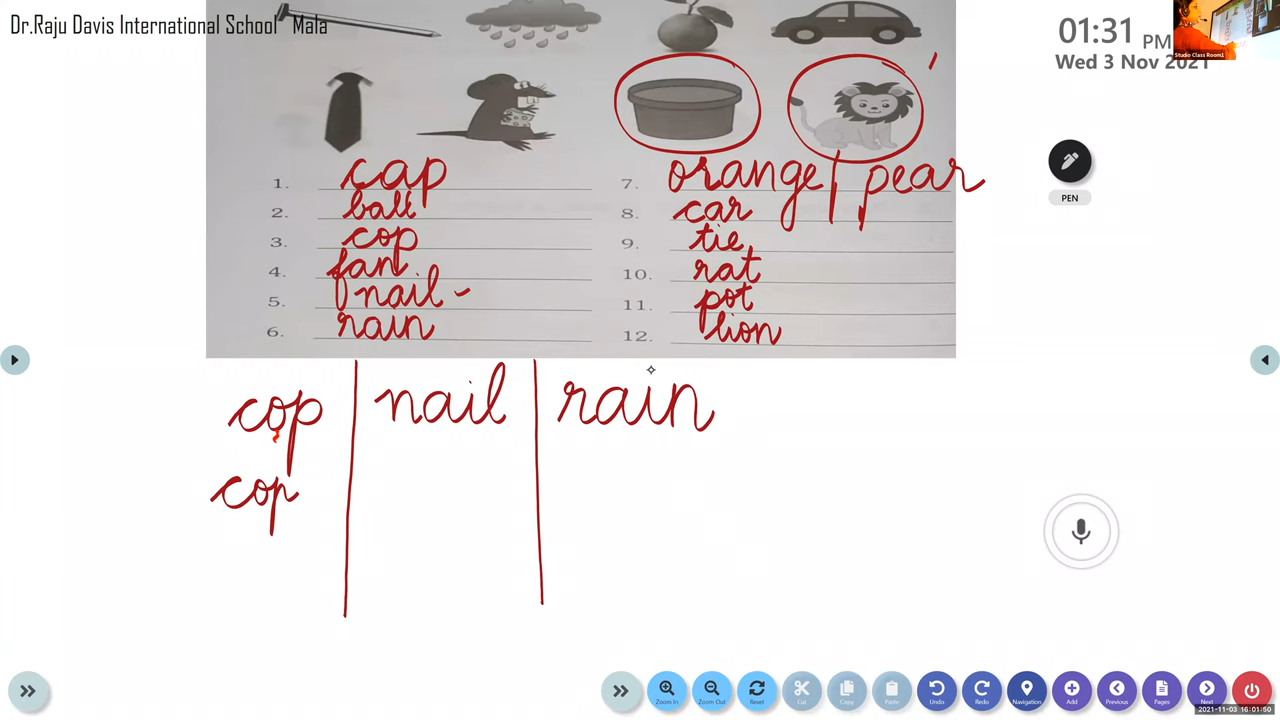 Dr.Raju Davis International School Mala
01:31 PM
Wed 3 Nov 2021
Studio Class Room1
PEN
1. cap
2. ball
3. cop
4. fan
5. nail
6. rain
7. orange pear
8. car
9. tie
10. rat
11. pot
12. lion
cop nail rain
cop
Zoom In Zoom Out Reset Cut Copy Paste Undo Redo Navigation Add Previous Pages Next
2021-11-03 16:01:50